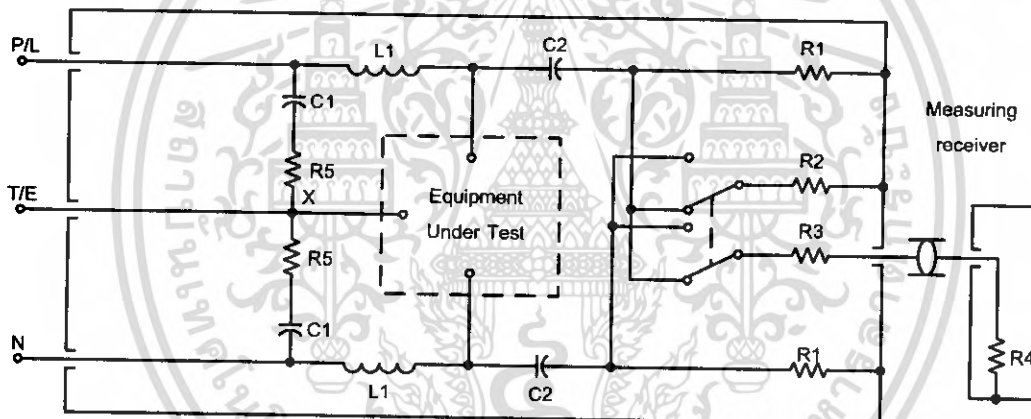 P/L
L1
C2
R1
C1
Measuring
receiver
R5
R2
X
T/E
Equipment
Under Test
R3
R5
C1
N
R1
L1
C2
R4